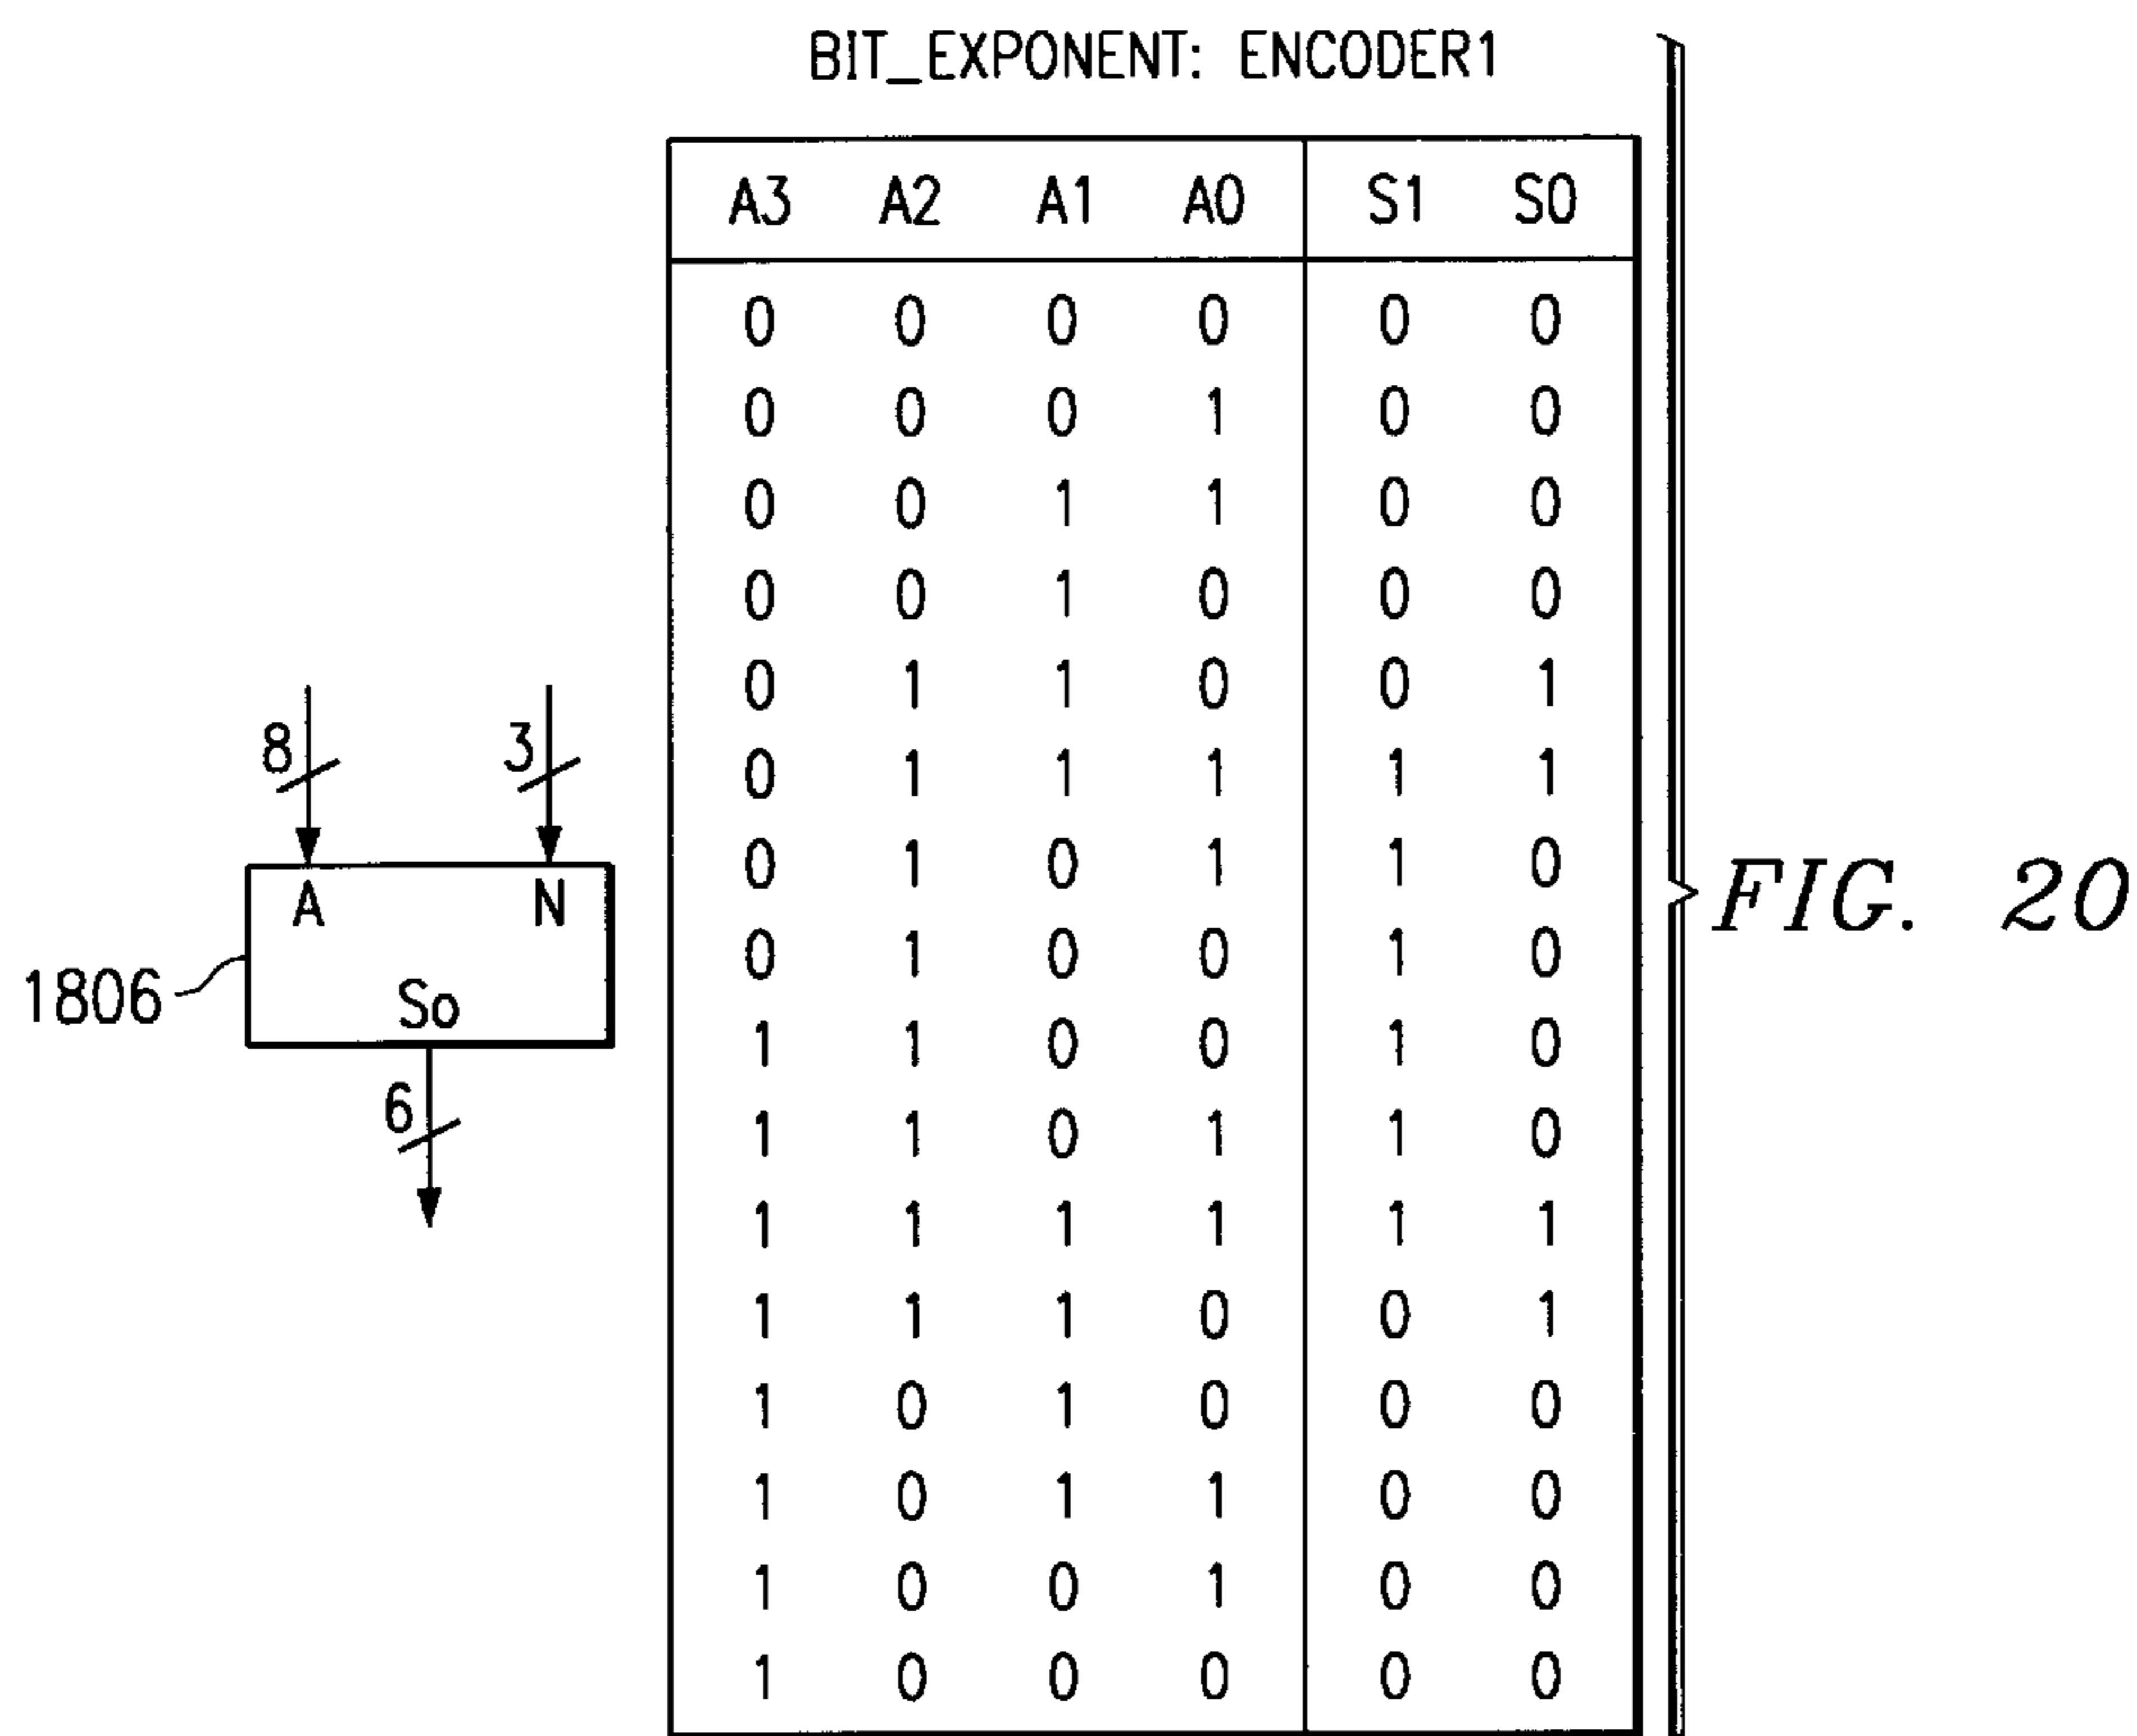 BIT_EXPONENT: ENCODER1
A3 A2 A1 A0 S1 S0
0 0 0 0 0 0
0 0 0 1 0 0
0 0 1 1 0 0
0 0 1 0 0 0
0 1 1 0 0 1
0 1 1 1 1 1
0 1 0 1 1 0
0 1 0 0 1 0
1 1 0 0 1 0
1 1 0 1 1 0
1 1 1 1 1 1
1 1 1 0 0 1
1 0 1 0 0 0
1 0 1 1 0 0
1 0 0 1 0 0
1 0 0 0 0 0
8 3
A N
1806
So
6
FIG. 20